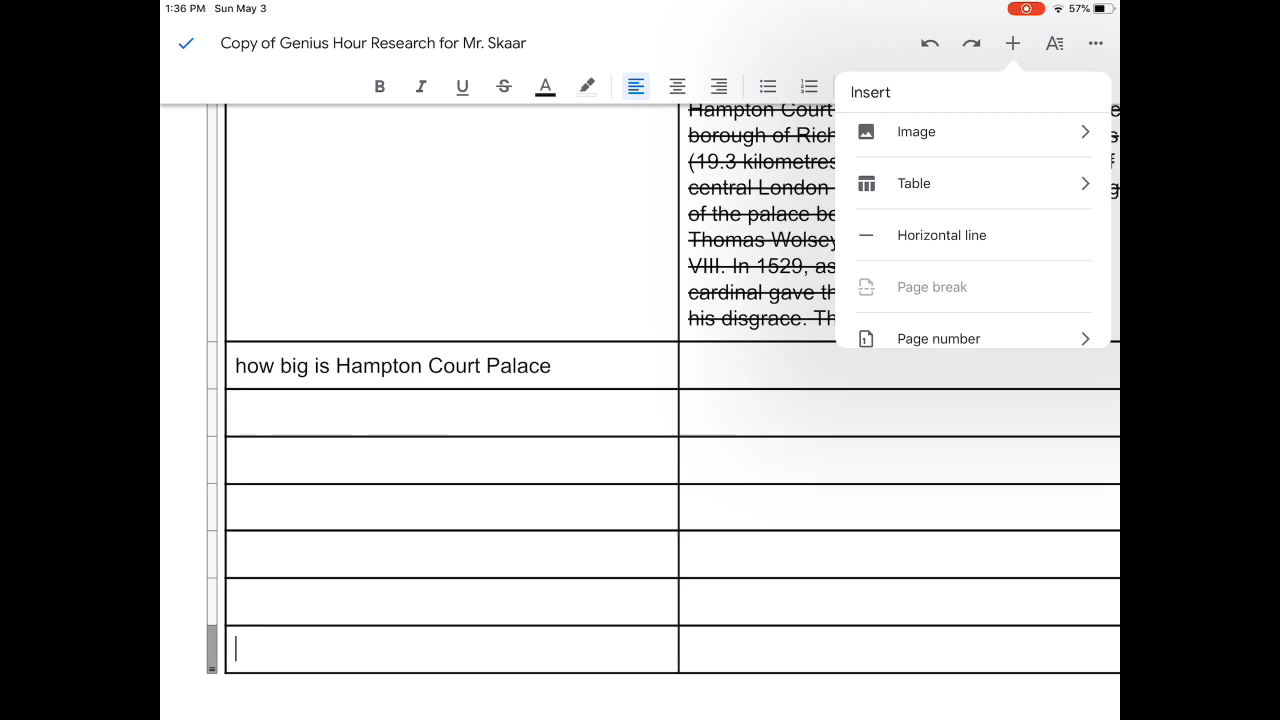 1:36 PM Sun May 3
57%
Copy of Genius Hour Research for Mr. Skaar
B I U S A
Insert
Image
Table
Horizontal line
Page break
Page number
Hampton Court
borough of Rich
(19.3 kilometres
central London
of the palace be
Thomas Wolsey
VIII. In 1529, as
cardinal gave th
his disgrace. Th
how big is Hampton Court Palace